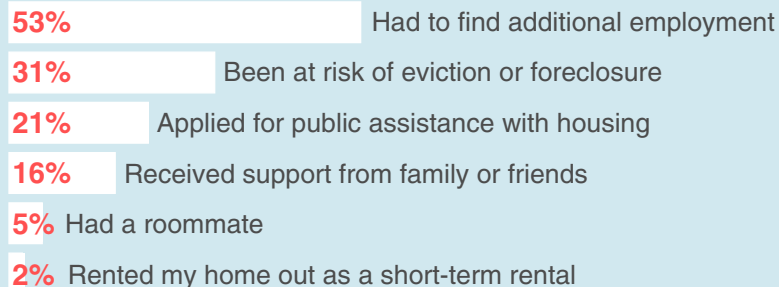 53% Had to find additional employment
31% Been at risk of eviction or foreclosure
21% Applied for public assistance with housing
16% Received support from family or friends
5% Had a roommate
2% Rented my home out as a short-term rental